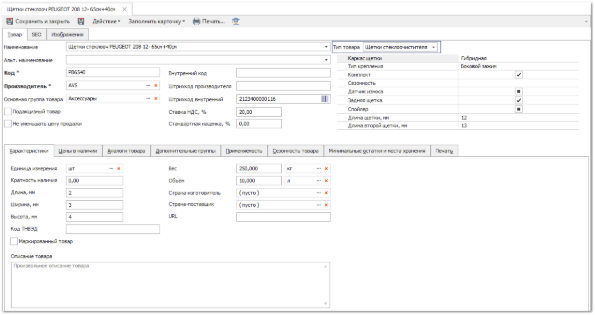 Щетки стеклооч PEUGEOT 208 12- 65см+40см
Сохранить и закрыть Действия Заполнить карточку Печать...
Товар SEO Изображения
Наименование Щетки стеклооч PEUGEOT 208 12- 65см+40см
Альт. наименование
Код * PB6540 Внутренний код
Производитель * AVS Штрихкод производителя
Основная группа товара Аксессуары Штрихкод внутренний 2123400000118
Подакцизный товар Ставка НДС, % 20,00
Не уменьшать цену продажи Стандартная наценка, % 0,00
Тип товара Щетки стеклоочистителя
Каркас щетки Гибридная
Тип крепления Боковой зажим
Комплект
Сезонность
Датчик износа
Задняя щетка
Спойлер
Длина щетки, мм 12
Длина второй щетки, мм 13
Характеристики Цены и наличие Аналоги товара Дополнительные группы Применяемость Сезонность товара Минимальные остатки и места хранения Печать
Единица измерения шт Вес 250,000 кг
Кратность наличия 0,00 Объём 10,000 л
Длина, мм 2 Страна-изготовитель (пусто)
Ширина, мм 3 Страна-поставщик (пусто)
Высота, мм 4 URL
Код ТНВЭД
Маркированный товар
Описание товара
Произвольное описание товара